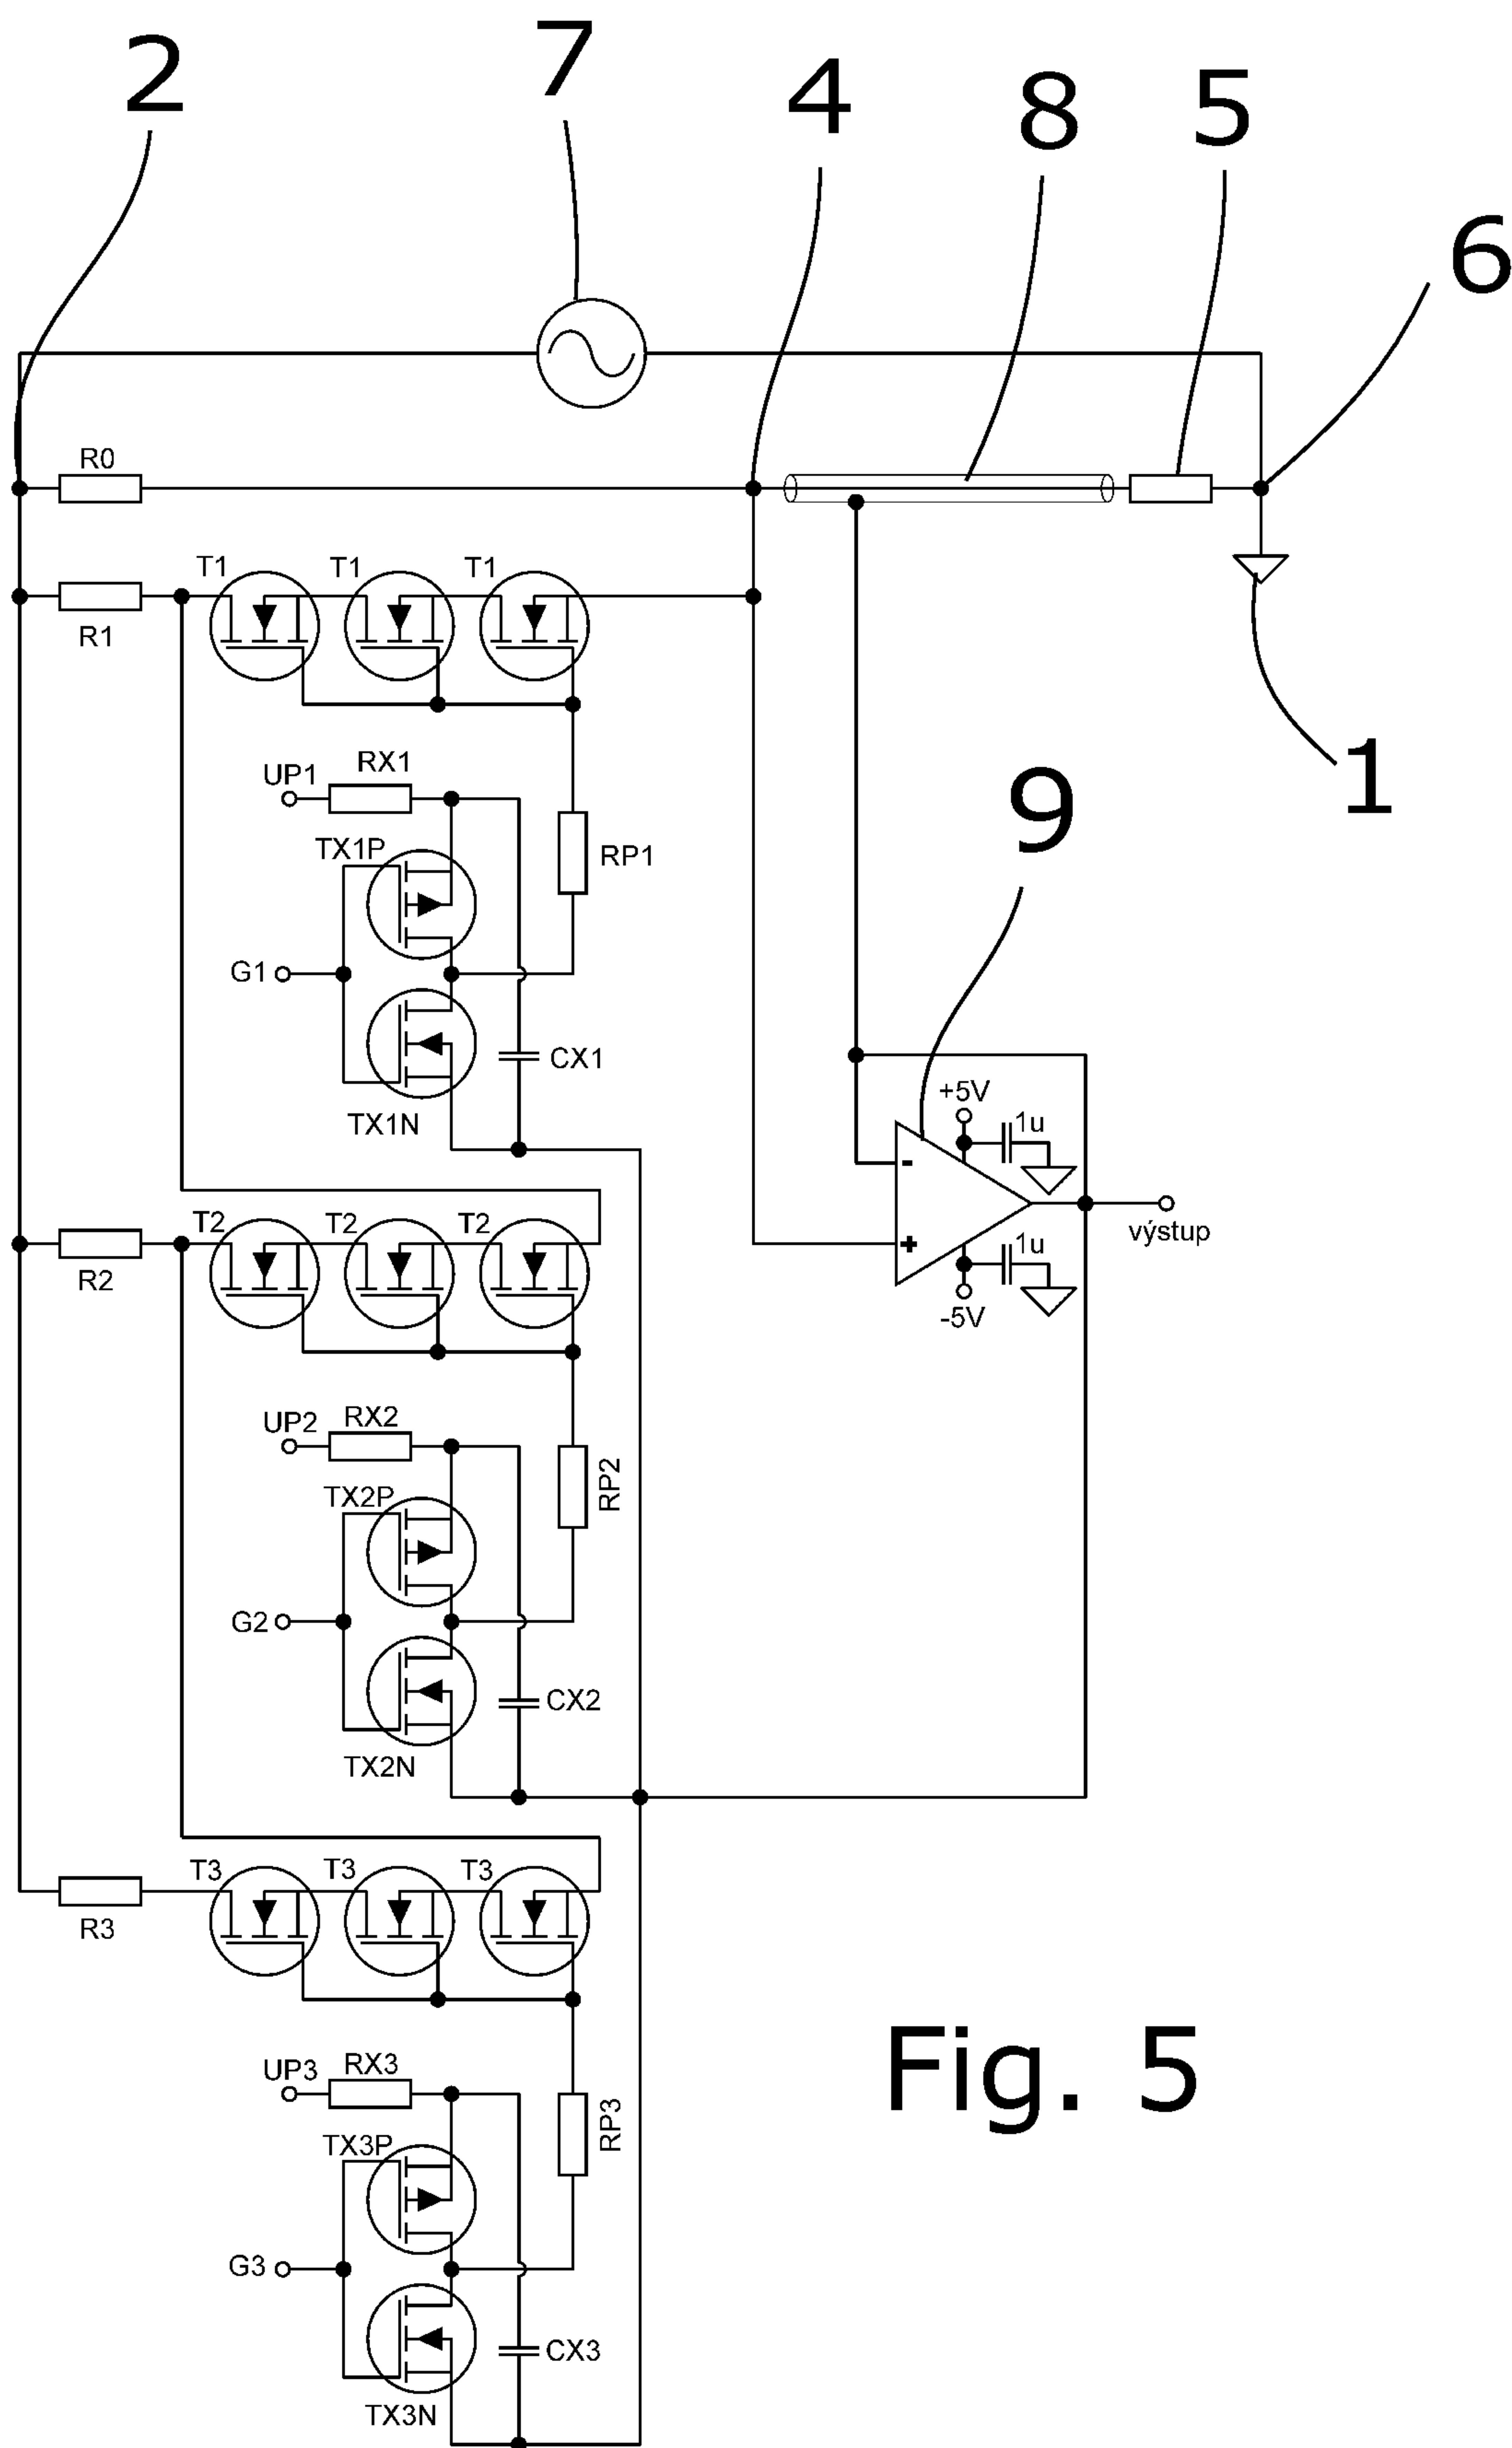 2
7
4
8
5
6
R0
T1
T1
T1
R1
1
UP1
RX1
9
TX1P
RP1
G1
CX1
+5V
TX1N
1u
-
T2
T2
T2
+
výstup
1u
R2
-5V
UP2
RX2
RP2
TX2P
G2
CX2
TX2N
T3
T3
T3
R3
Fig. 5
UP3
RX3
RP3
TX3P
G3
CX3
TX3N